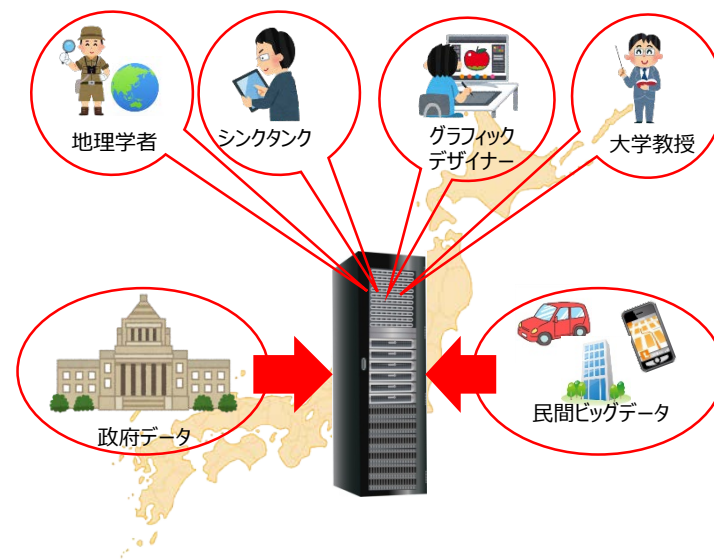 地理学者
シンクタンク
グラフィック
デザイナー
大学教授
政府データ
民間ビッグデータ